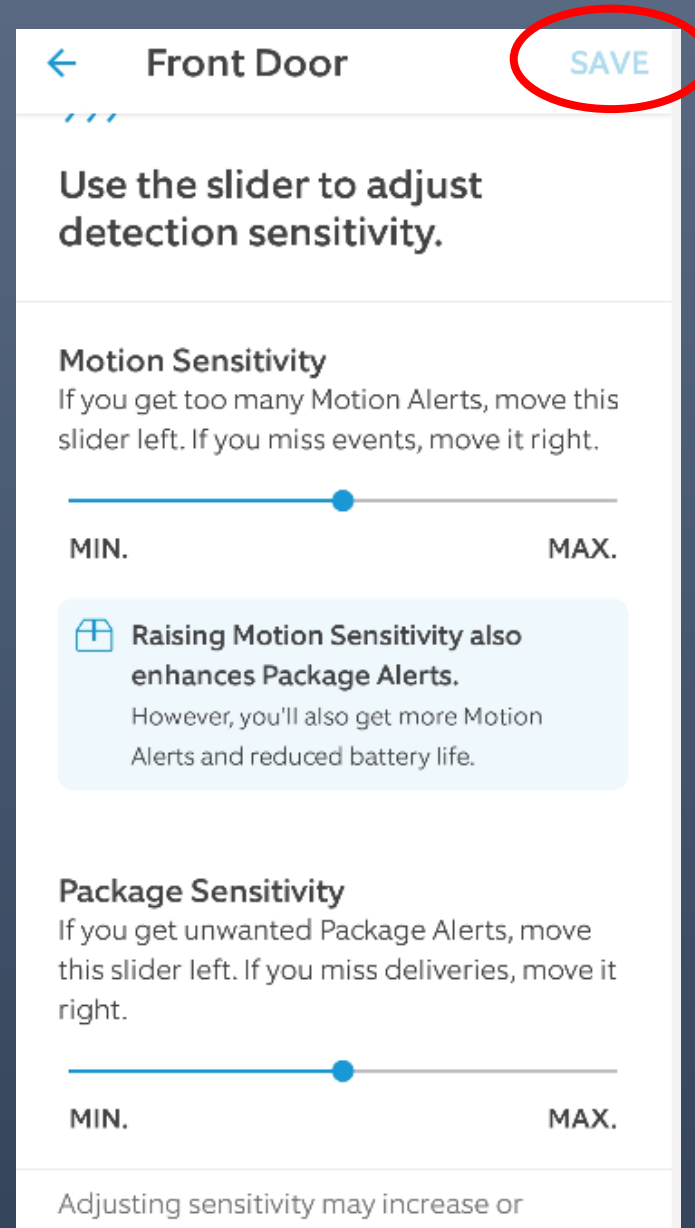 Front Door SAVE
Use the slider to adjust
detection sensitivity.
Motion Sensitivity
If you get too many Motion Alerts, move this
slider left. If you miss events, move it right.
MIN. MAX.
Raising Motion Sensitivity also
enhances Package Alerts.
However, you'll also get more Motion
Alerts and reduced battery life.
Package Sensitivity
If you get unwanted Package Alerts, move
this slider left. If you miss deliveries, move it
right.
MIN. MAX.
Adjusting sensitivity may increase or